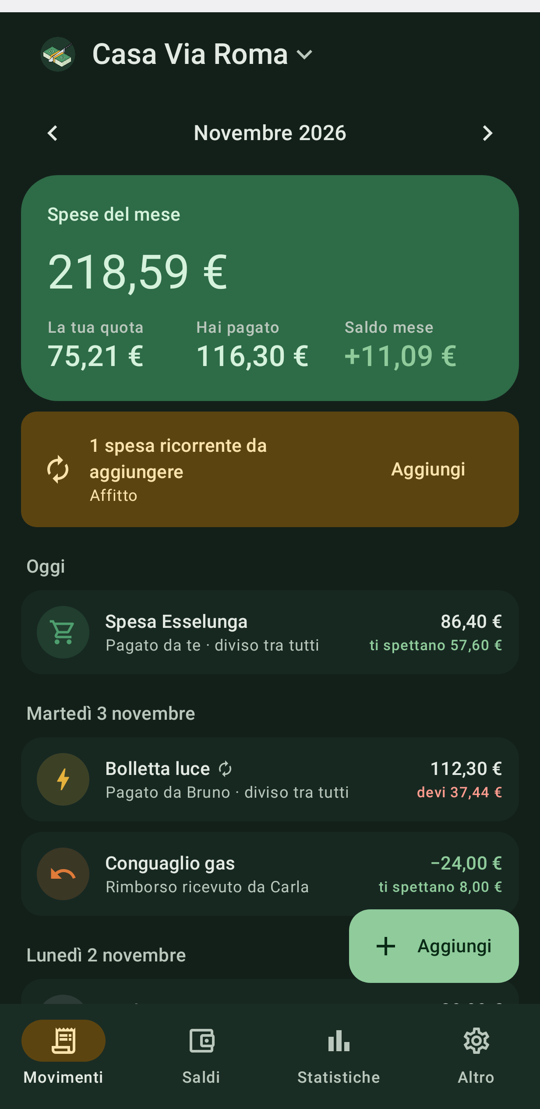 Casa Via Roma
Novembre 2026
Spese del mese
218,59 €
La tua quota
75,21 €
Hai pagato
116,30 €
Saldo mese
+11,09 €
1 spesa ricorrente da
aggiungere
Affitto
Aggiungi
Oggi
Spesa Esselunga
86,40 €
Pagato da te · diviso tra tutti
ti spettano 57,60 €
Martedì 3 novembre
Bolletta luce
112,30 €
Pagato da Bruno · diviso tra tutti
devi 37,44 €
Conguaglio gas
−24,00 €
Rimborso ricevuto da Carla
ti spettano 8,00 €
Lunedì 2 novembre
Aggiungi
Movimenti
Saldi
Statistiche
Altro